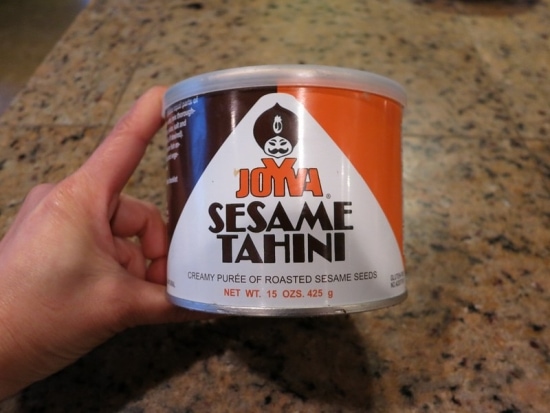 JOYVA®
SESAME
TAHINI
CREAMY PURÉE OF ROASTED SESAME SEEDS
NET WT. 15 OZS. 425 g